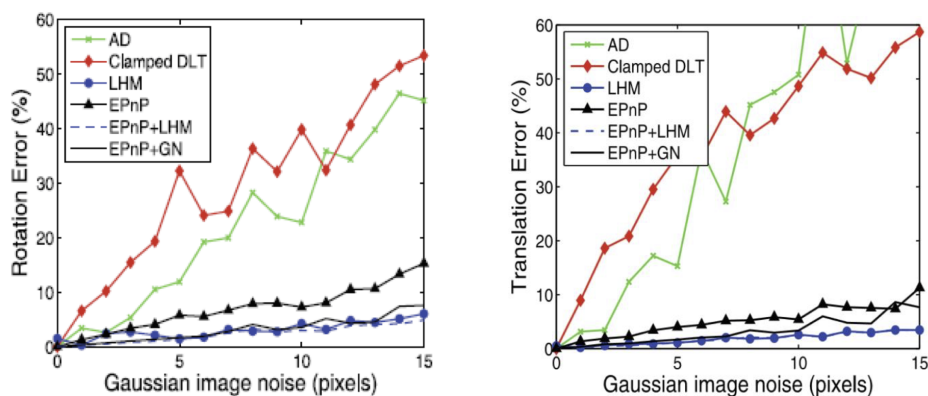 60
50
40
30
20
10
0
Rotation Error (%)
AD
Clamped DLT
LHM
EPnP
EPnP+LHM
EPnP+GN
0 5 10 15
Gaussian image noise (pixels)
60
50
40
30
20
10
0
Translation Error (%)
AD
Clamped DLT
LHM
EPnP
EPnP+LHM
EPnP+GN
0 5 10 15
Gaussian image noise (pixels)